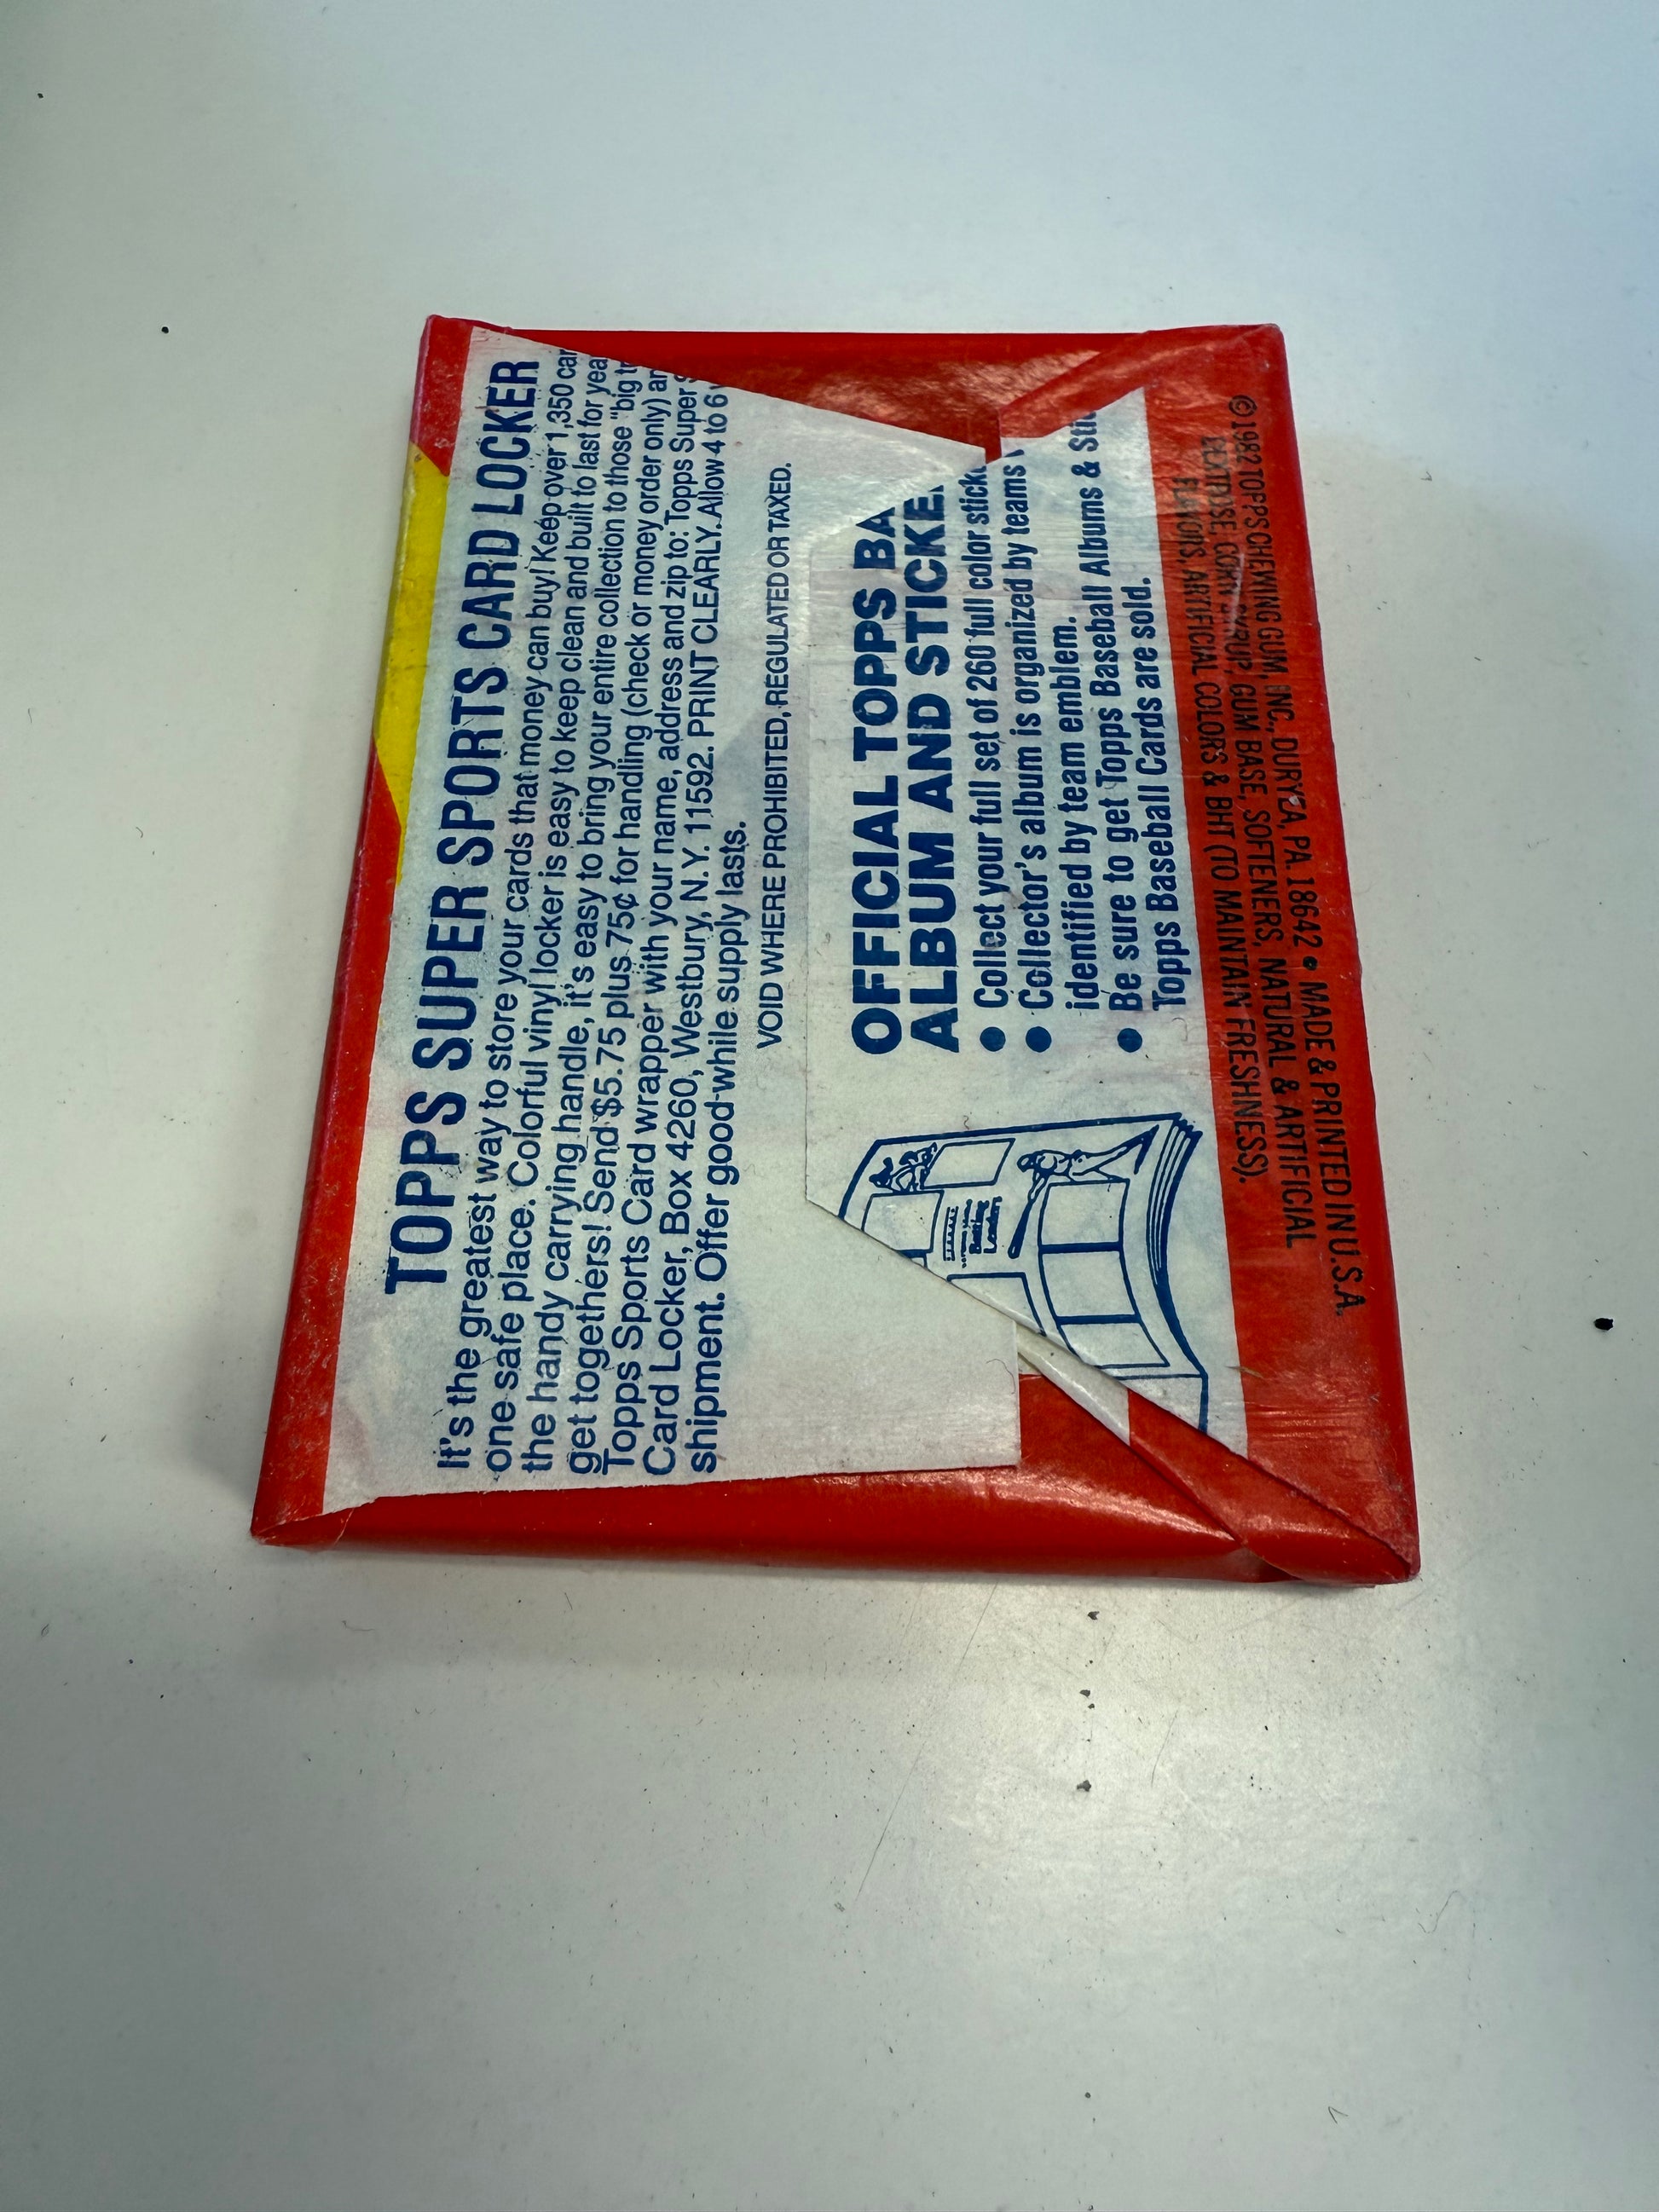 TOPPS SUPER SPORTS CARD LOCKER
It's the greatest way to store your cards that money can buy! Keep over 1,350 car
one safe place. Colorful vinyl locker is easy to keep clean and built to last for yea
the handy carrying handle, it's easy to bring your entire collection to those "big tr
get togethers! Send $5.75 plus 75¢ for handling (check or money order only) an
Topps Sports Card wrapper with your name, address and zip to: Topps Super S
Card Locker, Box 4260, Westbury, N.Y. 11592. PRINT CLEARLY. Allow 4 to 6
shipment. Offer good while supply lasts.
VOID WHERE PROHIBITED, REGULATED OR TAXED.
OFFICIAL TOPPS BA
ALBUM AND STICKE
● Collect your full set of 260 full color sticke
● Collector's album is organized by teams
identified by team emblem.
● Be sure to get Topps Baseball Albums & Stic
Topps Baseball Cards are sold.
Batting
Leaders
©1982 TOPPS CHEWING GUM, INC., DURYEA, PA. 18642 • MADE & PRINTED IN U.S.A.
DEXTROSE, CORN SYRUP, GUM BASE, SOFTENERS, NATURAL & ARTIFICIAL
FLAVORS, ARTIFICIAL COLORS & BHT (TO MAINTAIN FRESHNESS).